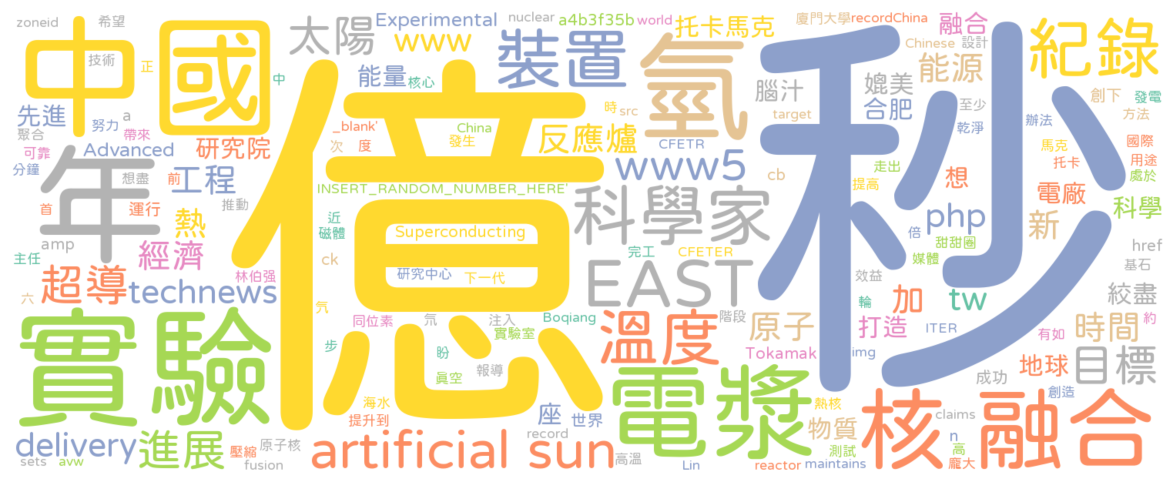 zoneid
希望
技術
正
中國
太陽
Experimental
nuclear
a4b3f35b
world
托卡馬克
廈門大學
recordChina
融合
Chinese
設計
紀錄
www
裝置
氫
秒
能源
媲美
腦汁
合肥
至少
創下
發電
先進
努力
a
中
能量
核心
_blank'
China
發生
時
src
target
乾淨
辦法
方法
聚合
帶來
可靠
Advanced
研究院
次
度
反應爐
CFETR
馬克
國際
分鐘
年
想盡
前
工程
億
INSERT_RANDOM_NUMBER_HERE'
www5
cb
走出
提高
想
托卡
用途
電廠
處於
首
運行
推動
熱
近
磁體
Superconducting
科學家
php
倍
甜甜圈
新
科學
amp
經濟
ck
研究中心
下一代
完工
CFETER
媒體
效益
href
基石
主任
林伯强
超導
technews
EAST
加
輪
tw
絞盡
六
氘
同位素
氚
注入
Boqiang
階段
原子
打造
ITER
有如
時間
約
實驗
步
盼
實驗室
溫度
Tokamak
img
地球
目標
真空
報導
成功
創造
海水
提升到
座
世界
電漿
熱核
物質
核融合
claims
delivery
進展
壓縮
原子核
artificial sun
record
高溫
測試
n
高
龐大
sets
avw
fusion
Lin
reactor
maintains